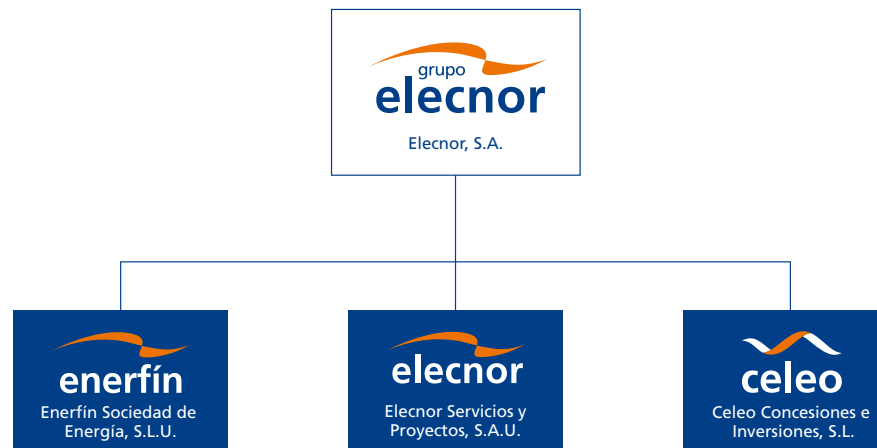 grupo
elecnor
Elecnor, S.A.
enerfín
Enerfín Sociedad de
Energía, S.L.U.
elecnor
Elecnor Servicios y
Proyectos, S.A.U.
celeo
Celeo Concesiones e
Inversiones, S.L.